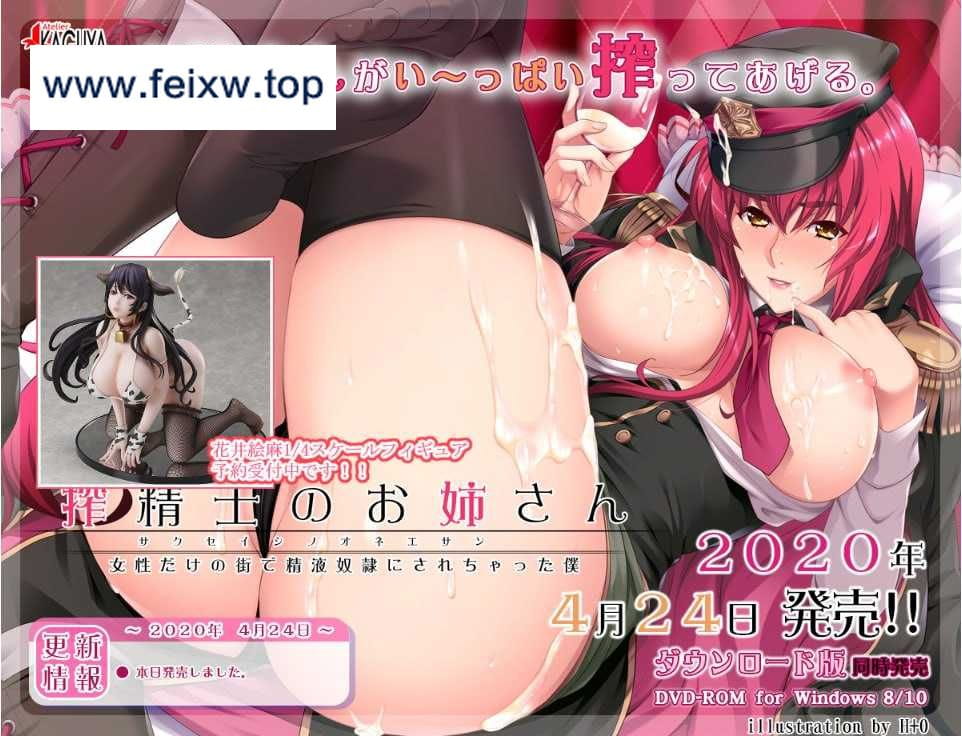 Atelier
KAGUYA
www.feixw.top
んがい～っぱい搾ってあげる。
花井絵麻1/4スケールフィギュア
予約受付中です！！
搾精士のお姉さん
サクセイシノオネエサン
女性だけの街で精液奴隷にされちゃった僕
2020年
4月24日 発売!!
ダウンロード版 同時発売
DVD-ROM for Windows 8/10
illustration by H+O
更新
情報
～ 2020年 4月24日 ～
● 本日発売しました。